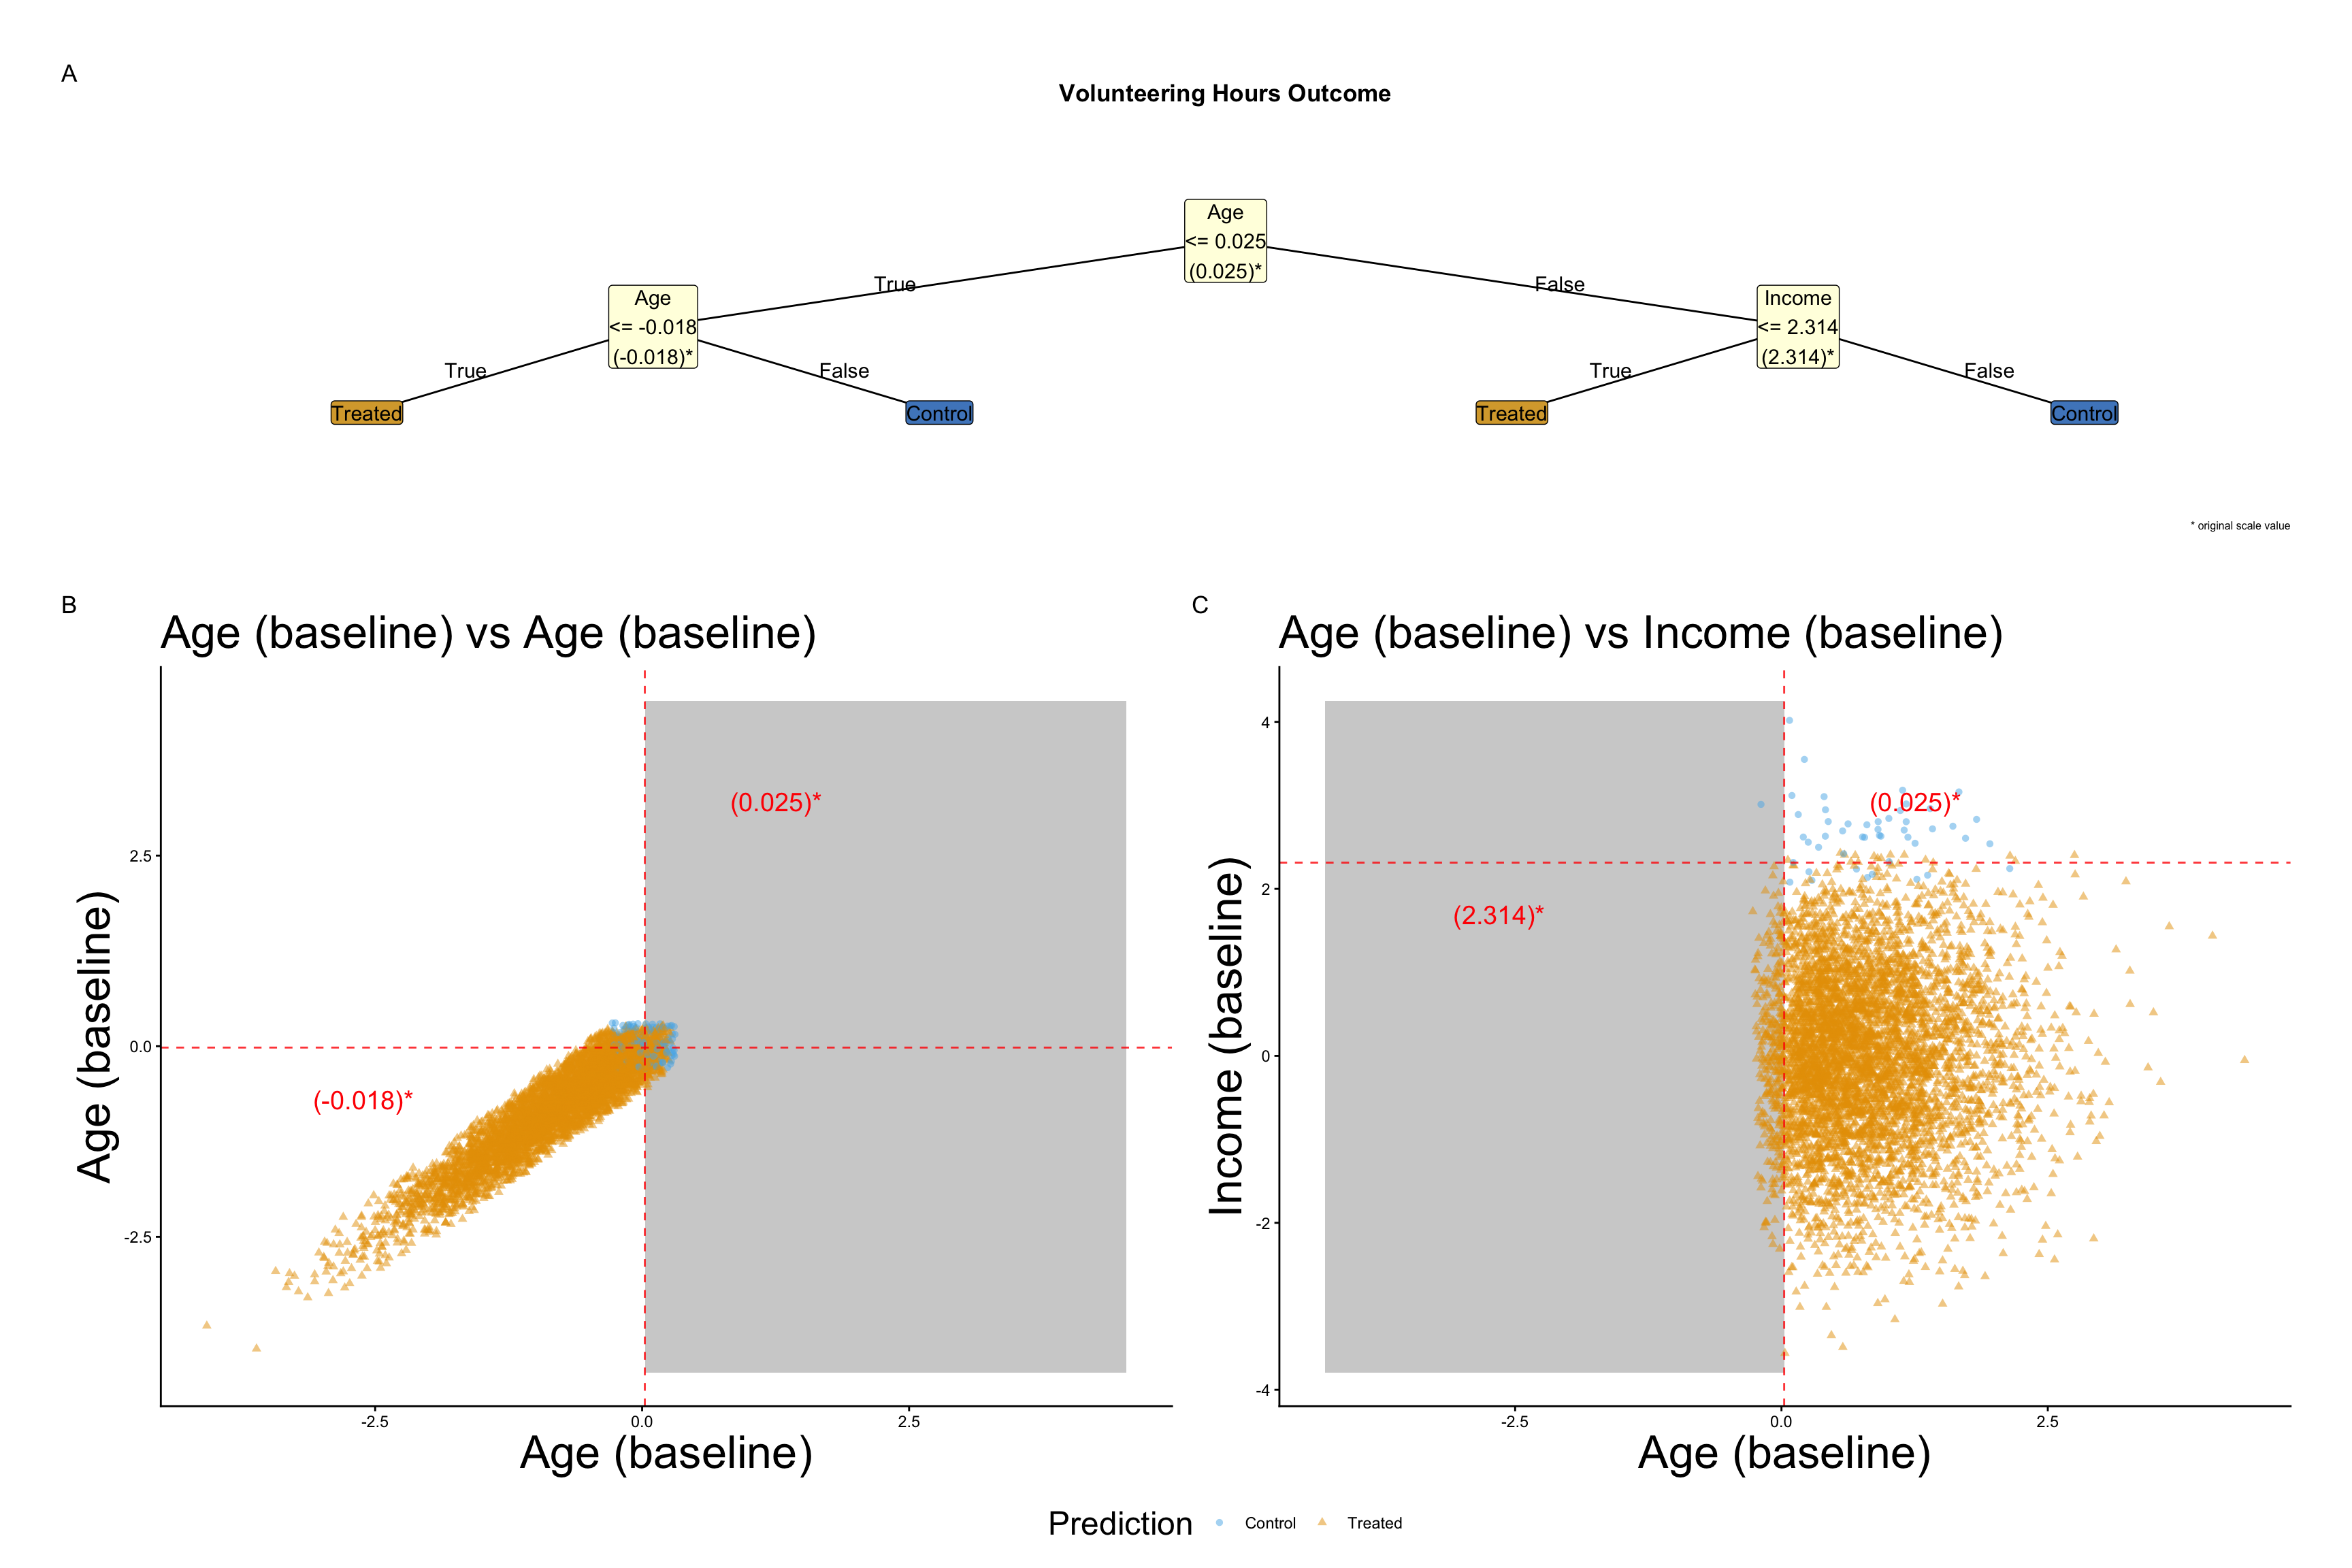 A
Volunteering Hours Outcome
Age
<= 0.025
(0.025)*
True
False
Age
<= -0.018
(-0.018)*
Income
<= 2.314
(2.314)*
True
False
True
False
Treated
Control
Treated
Control
* original scale value
B
Age (baseline) vs Age (baseline)
(0.025)*
(-0.018)*
2.5
0.0
-2.5
Age (baseline)
-2.5
0.0
2.5
Age (baseline)
C
Age (baseline) vs Income (baseline)
(0.025)*
(2.314)*
4
2
0
-2
-4
Income (baseline)
-2.5
0.0
2.5
Age (baseline)
Prediction
Control
Treated